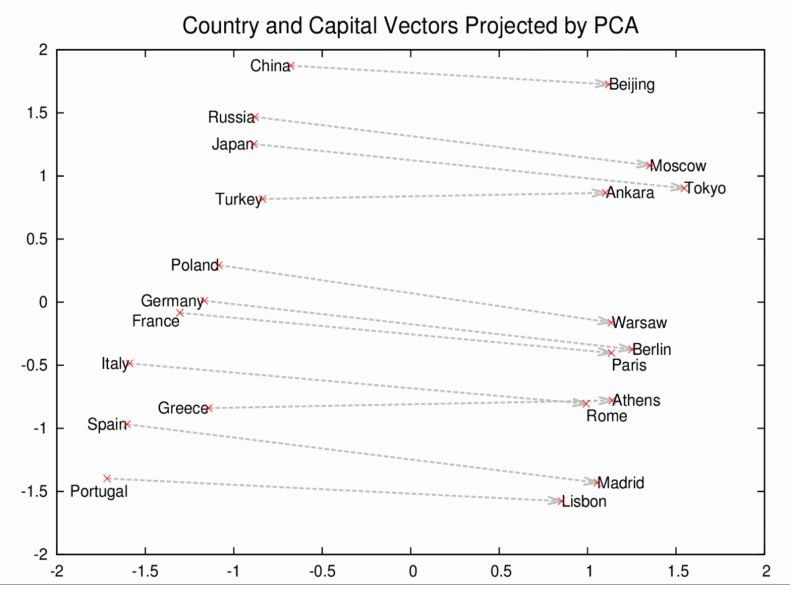 Country and Capital Vectors Projected by PCA
2
China
Beijing
1.5
Russia
Japan
Moscow
1
Tokyo
Turkey
Ankara
0.5
Poland
0
Germany
France
Warsaw
Berlin
-0.5
Italy
Paris
Greece
Athens
Rome
-1
Spain
Madrid
-1.5
Portugal
Lisbon
-2
-2 -1.5 -1 -0.5 0 0.5 1 1.5 2